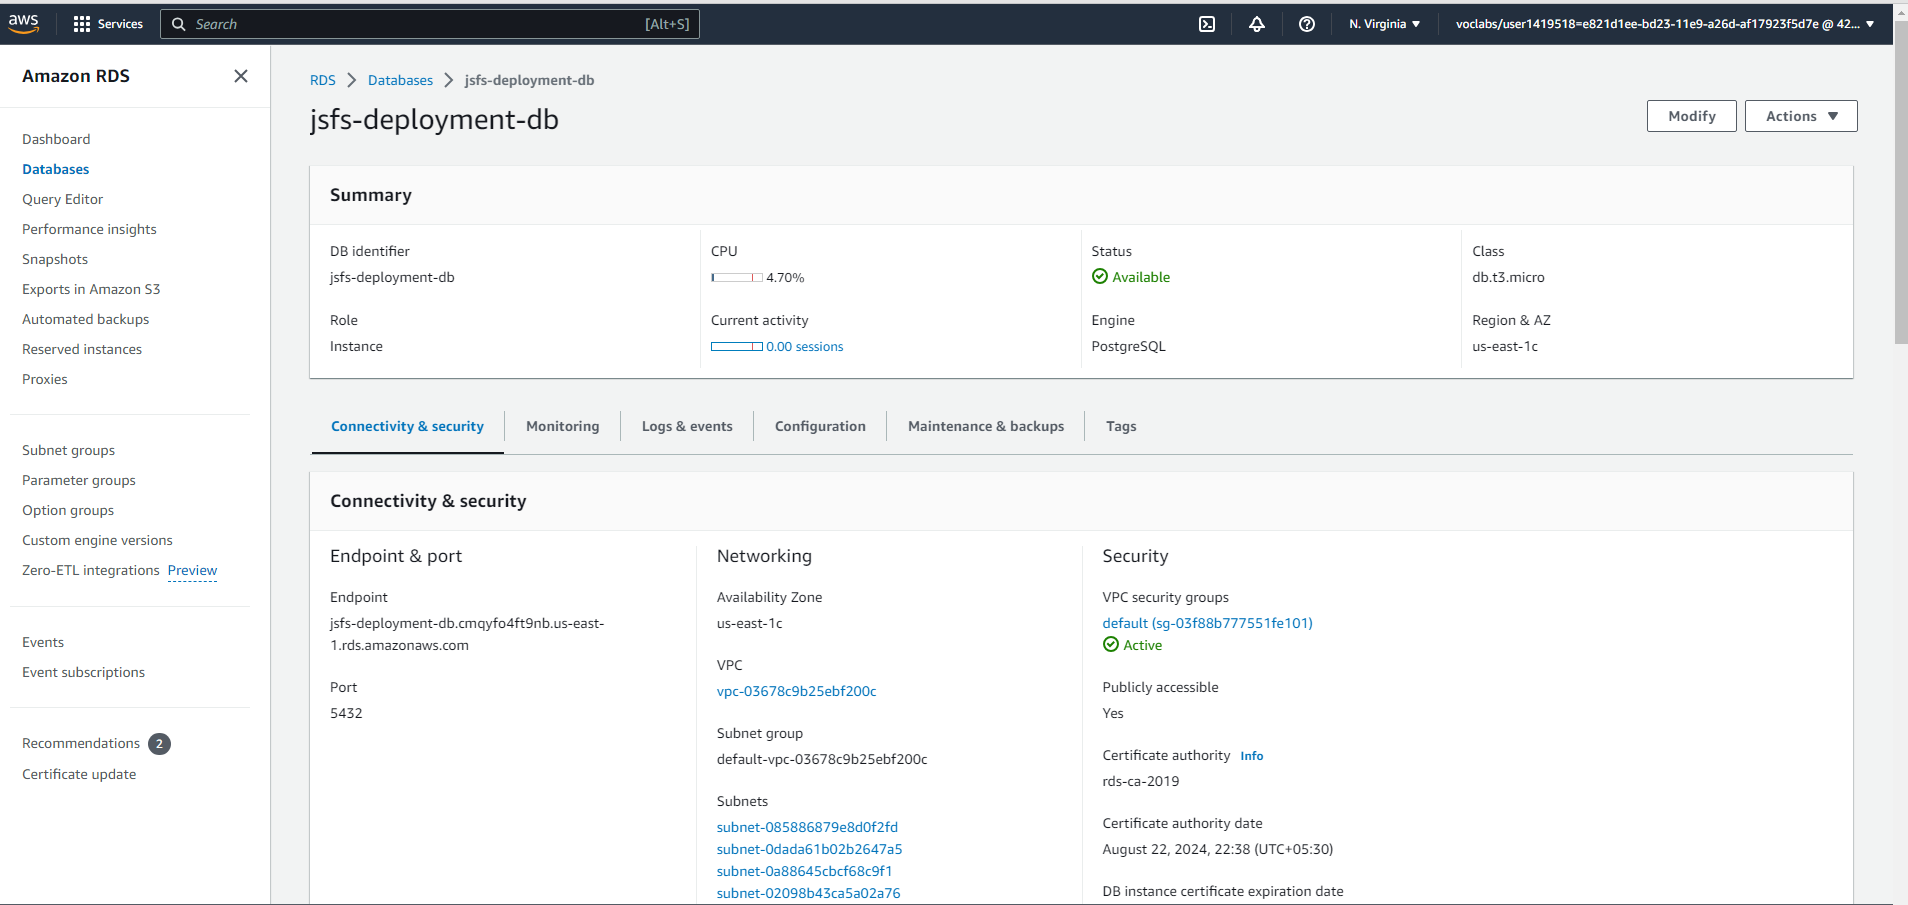 aws
Services
Search [Alt+S]
N. Virginia
voclabs/user1419518=e821d1ee-bd23-11e9-a26d-af17923f5d7e @ 42...
Amazon RDS
Dashboard
Databases
Query Editor
Performance insights
Snapshots
Exports in Amazon S3
Automated backups
Reserved instances
Proxies
Subnet groups
Parameter groups
Option groups
Custom engine versions
Zero-ETL integrations Preview
Events
Event subscriptions
Recommendations 2
Certificate update
RDS > Databases > jsfs-deployment-db
jsfs-deployment-db
Modify
Actions
Summary
DB identifier
jsfs-deployment-db
Role
Instance
CPU
4.70%
Current activity
0.00 sessions
Status
Available
Engine
PostgreSQL
Class
db.t3.micro
Region & AZ
us-east-1c
Connectivity & security
Monitoring
Logs & events
Configuration
Maintenance & backups
Tags
Connectivity & security
Endpoint & port
Endpoint
jsfs-deployment-db.cmqyfo4ft9nb.us-east-
1.rds.amazonaws.com
Port
5432
Networking
Availability Zone
us-east-1c
VPC
vpc-03678c9b25ebf200c
Subnet group
default-vpc-03678c9b25ebf200c
Subnets
subnet-085886879e8d0f2fd
subnet-0dada61b02b2647a5
subnet-0a88645cbcf68c9f1
subnet-02098b43ca5a02a76
Security
VPC security groups
default (sg-03f88b777551fe101)
Active
Publicly accessible
Yes
Certificate authority Info
rds-ca-2019
Certificate authority date
August 22, 2024, 22:38 (UTC+05:30)
DB instance certificate expiration date